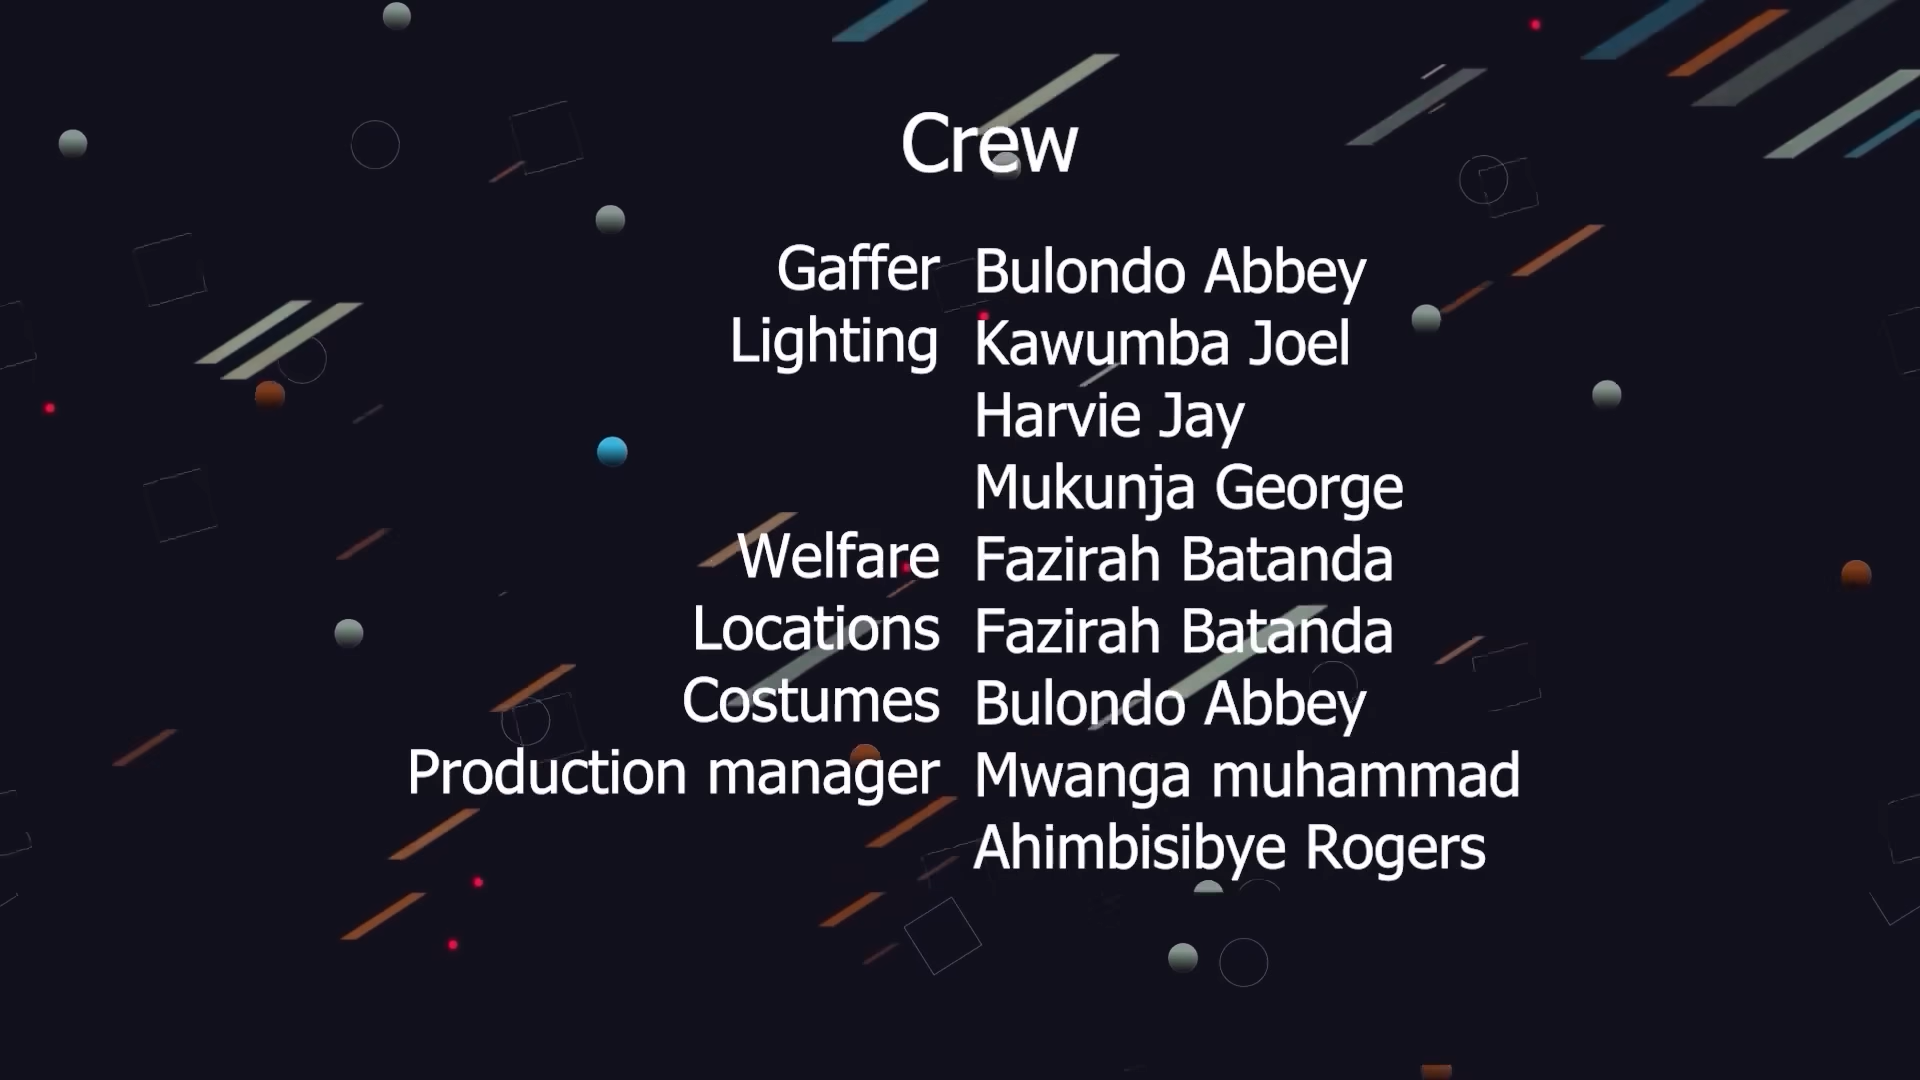 Crew
Gaffer Bulondo Abbey
Lighting Kawumba Joel
Harvie Jay
Mukunja George
Welfare Fazirah Batanda
Locations Fazirah Batanda
Costumes Bulondo Abbey
Production manager Mwanga muhammad
Ahimbisibye Rogers